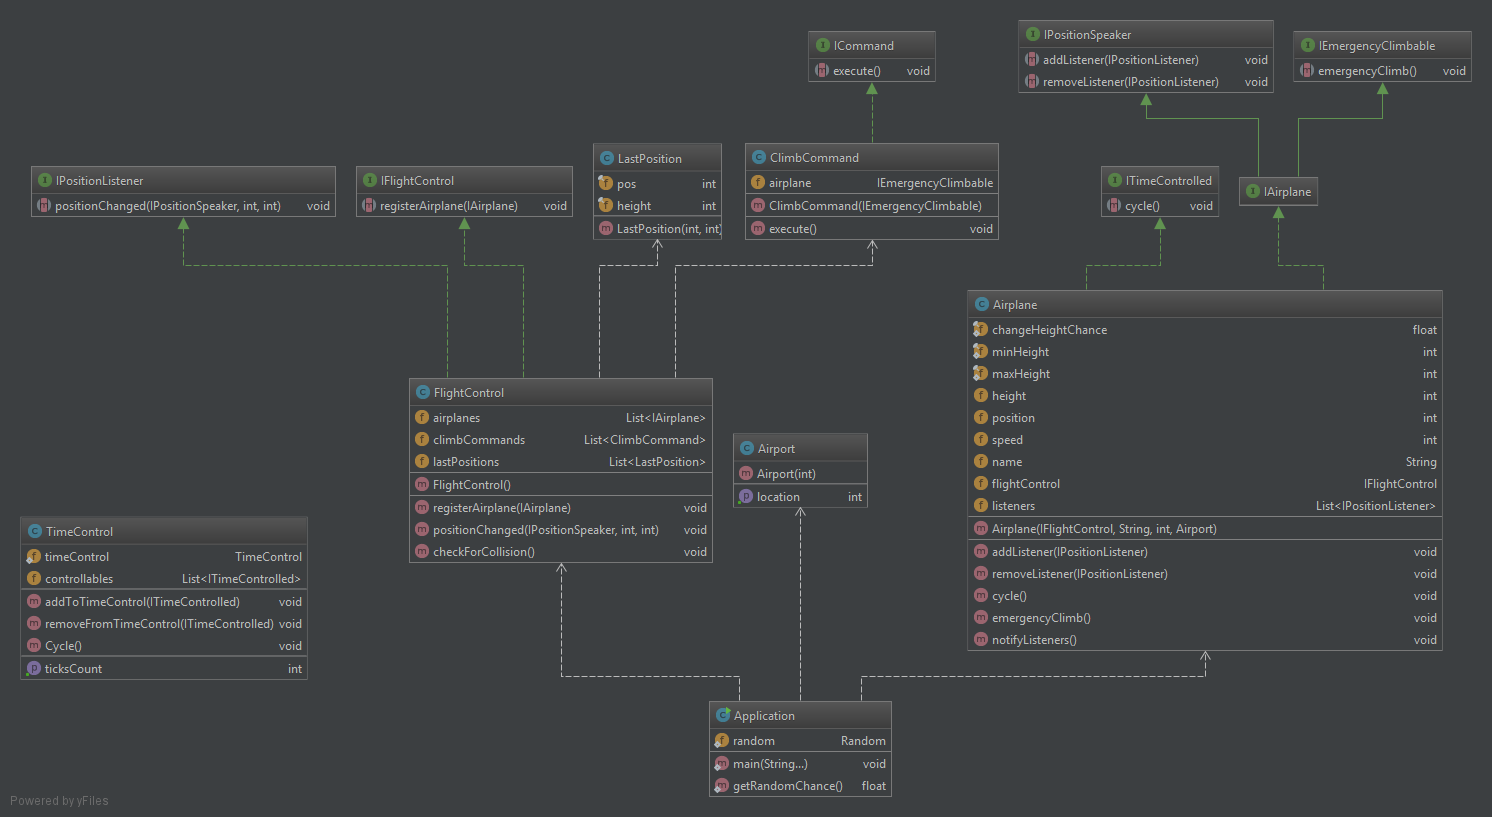 ICommand
execute() void
IPositionSpeaker
addListener(IPositionListener) void
removeListener(IPositionListener) void
IEmergencyClimbable
emergencyClimb() void
IPositionListener
positionChanged(IPositionSpeaker, int, int) void
IFlightControl
registerAirplane(IAirplane) void
LastPosition
pos int
height int
LastPosition(int, int)
ClimbCommand
airplane IEmergencyClimbable
ClimbCommand(IEmergencyClimbable)
execute() void
ITimeControlled
cycle() void
IAirplane
Airplane
changeHeightChance float
minHeight int
maxHeight int
height int
position int
speed int
name String
flightControl IFlightControl
listeners List<IPositionListener>
Airplane(IFlightControl, String, int, Airport)
addListener(IPositionListener) void
removeListener(IPositionListener) void
cycle() void
emergencyClimb() void
notifyListeners() void
FlightControl
airplanes List<IAirplane>
climbCommands List<ClimbCommand>
lastPositions List<LastPosition>
FlightControl()
registerAirplane(IAirplane) void
positionChanged(IPositionSpeaker, int, int) void
checkForCollision() void
Airport
Airport(int)
location int
TimeControl
timeControl TimeControl
controllables List<ITimeControlled>
addToTimeControl(ITimeControlled) void
removeFromTimeControl(ITimeControlled) void
Cycle() void
ticksCount int
Application
random Random
main(String...) void
getRandomChance() float
Powered by yFiles